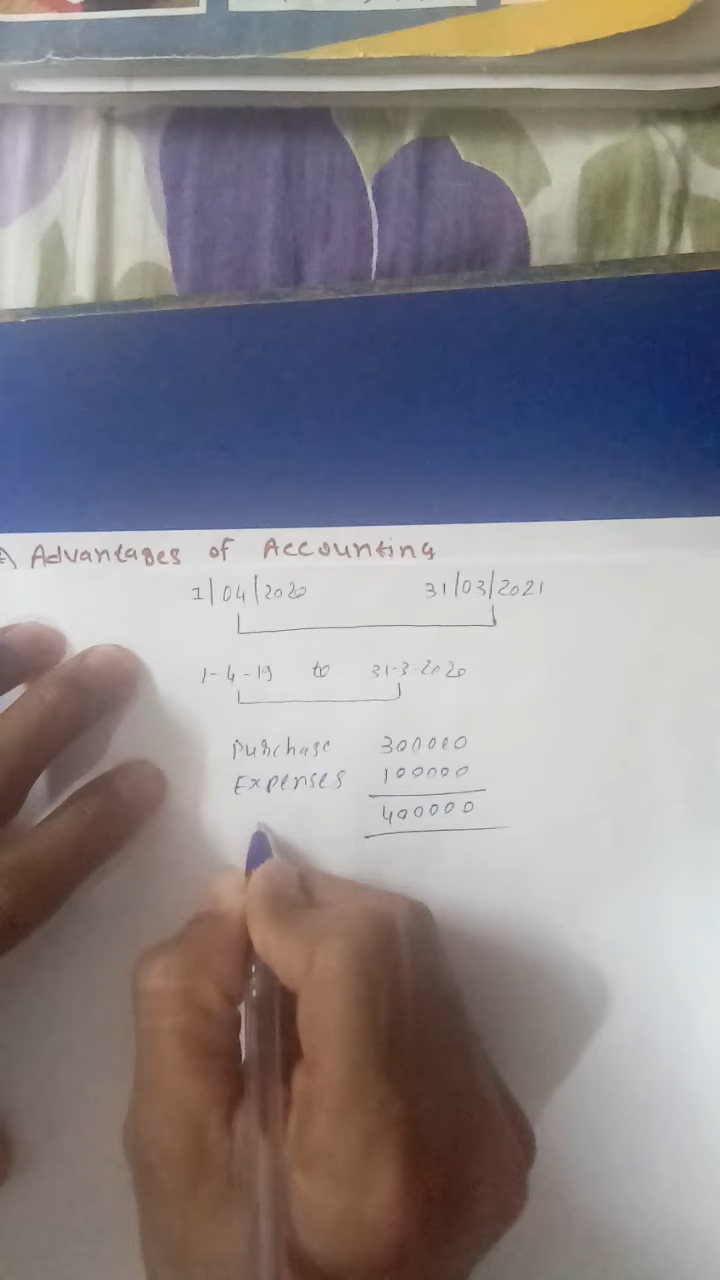 Advantages of Accounting
1/04/2020 31/03/2021
1-4-19 to 31-3-2020
Purchase 300000
Expenses 100000
400000